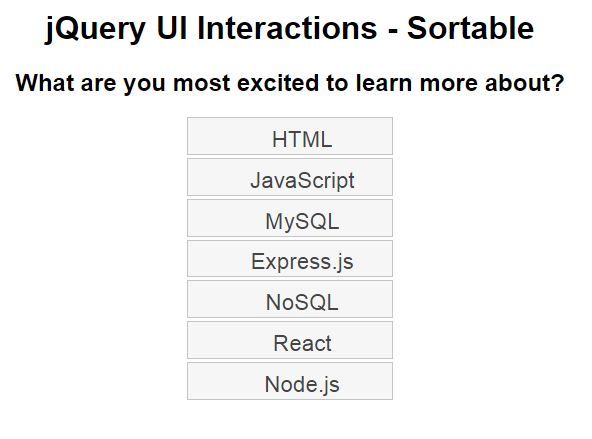 jQuery UI Interactions - Sortable
What are you most excited to learn more about?
HTML
JavaScript
MySQL
Express.js
NoSQL
React
Node.js